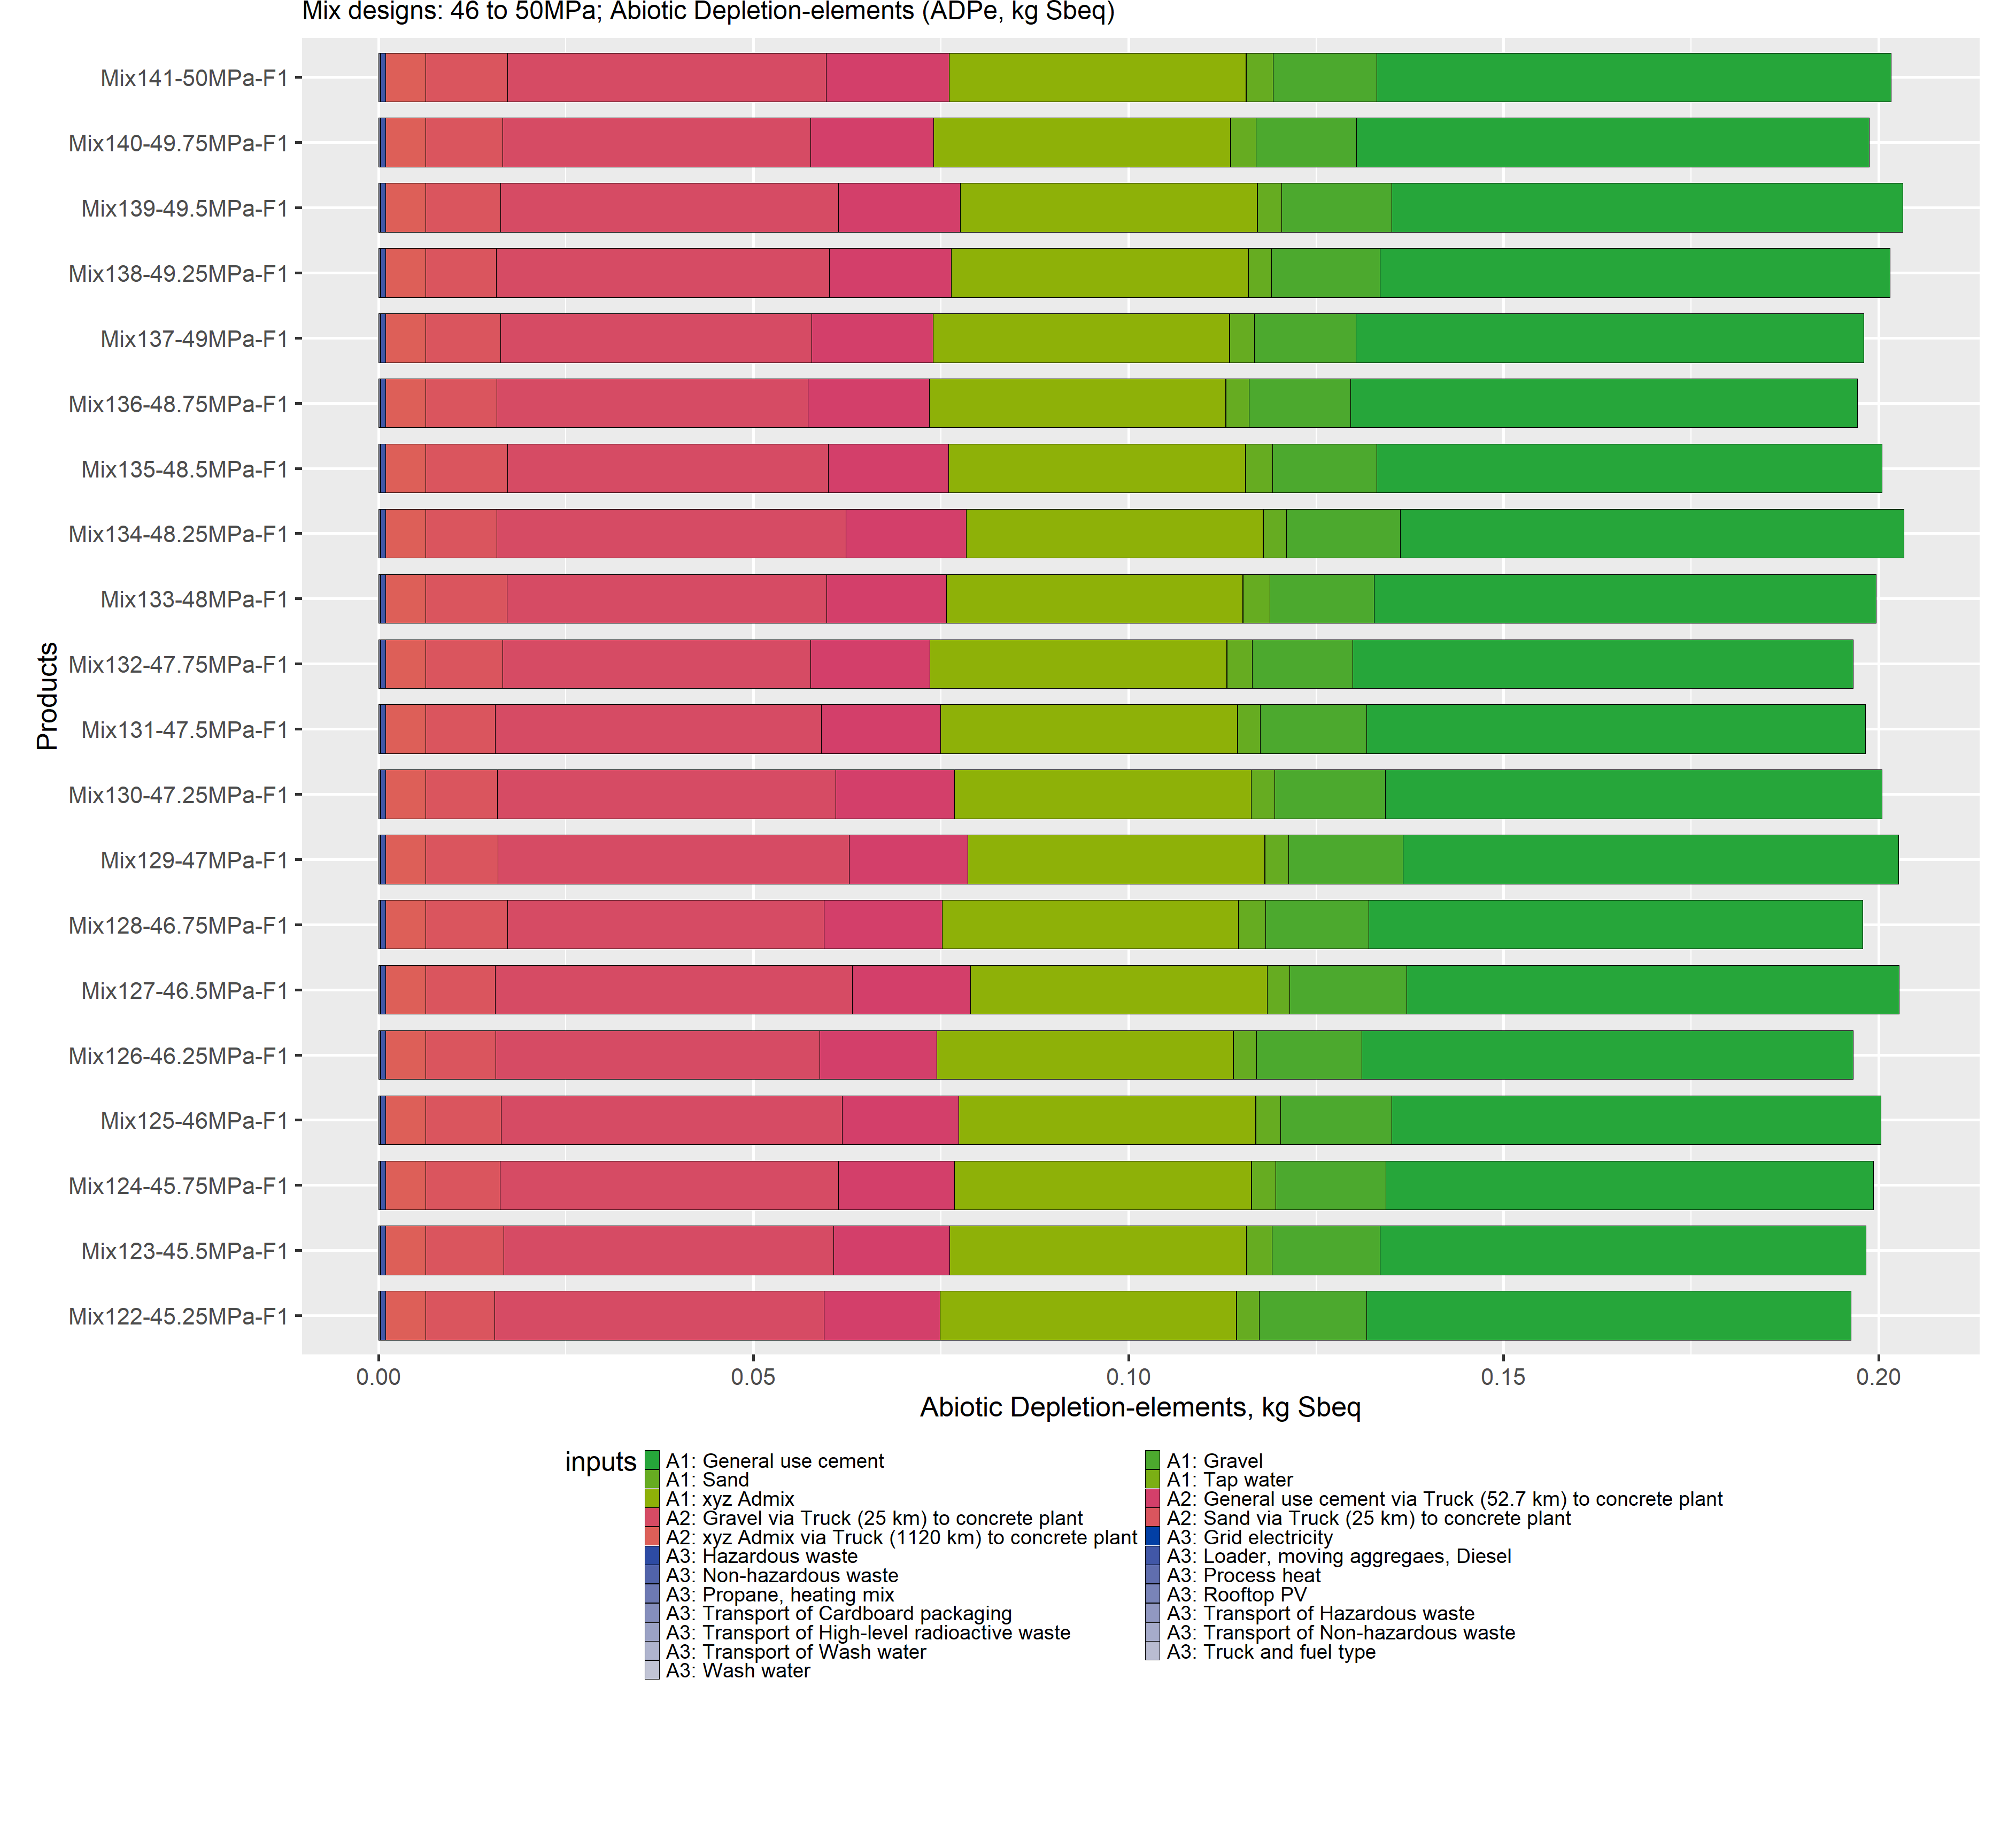 Mix designs: 46 to 50MPa; Abiotic Depletion-elements (ADPe, kg Sbeq)
Products
Mix141-50MPa-F1
Mix140-49.75MPa-F1
Mix139-49.5MPa-F1
Mix138-49.25MPa-F1
Mix137-49MPa-F1
Mix136-48.75MPa-F1
Mix135-48.5MPa-F1
Mix134-48.25MPa-F1
Mix133-48MPa-F1
Mix132-47.75MPa-F1
Mix131-47.5MPa-F1
Mix130-47.25MPa-F1
Mix129-47MPa-F1
Mix128-46.75MPa-F1
Mix127-46.5MPa-F1
Mix126-46.25MPa-F1
Mix125-46MPa-F1
Mix124-45.75MPa-F1
Mix123-45.5MPa-F1
Mix122-45.25MPa-F1
0.00 0.05 0.10 0.15 0.20
Abiotic Depletion-elements, kg Sbeq
inputs
A1: General use cement
A1: Gravel
A1: Sand
A1: Tap water
A1: xyz Admix
A2: General use cement via Truck (52.7 km) to concrete plant
A2: Gravel via Truck (25 km) to concrete plant
A2: Sand via Truck (25 km) to concrete plant
A2: xyz Admix via Truck (1120 km) to concrete plant
A3: Grid electricity
A3: Hazardous waste
A3: Loader, moving aggregaes, Diesel
A3: Non-hazardous waste
A3: Process heat
A3: Propane, heating mix
A3: Rooftop PV
A3: Transport of Cardboard packaging
A3: Transport of Hazardous waste
A3: Transport of High-level radioactive waste
A3: Transport of Non-hazardous waste
A3: Transport of Wash water
A3: Truck and fuel type
A3: Wash water